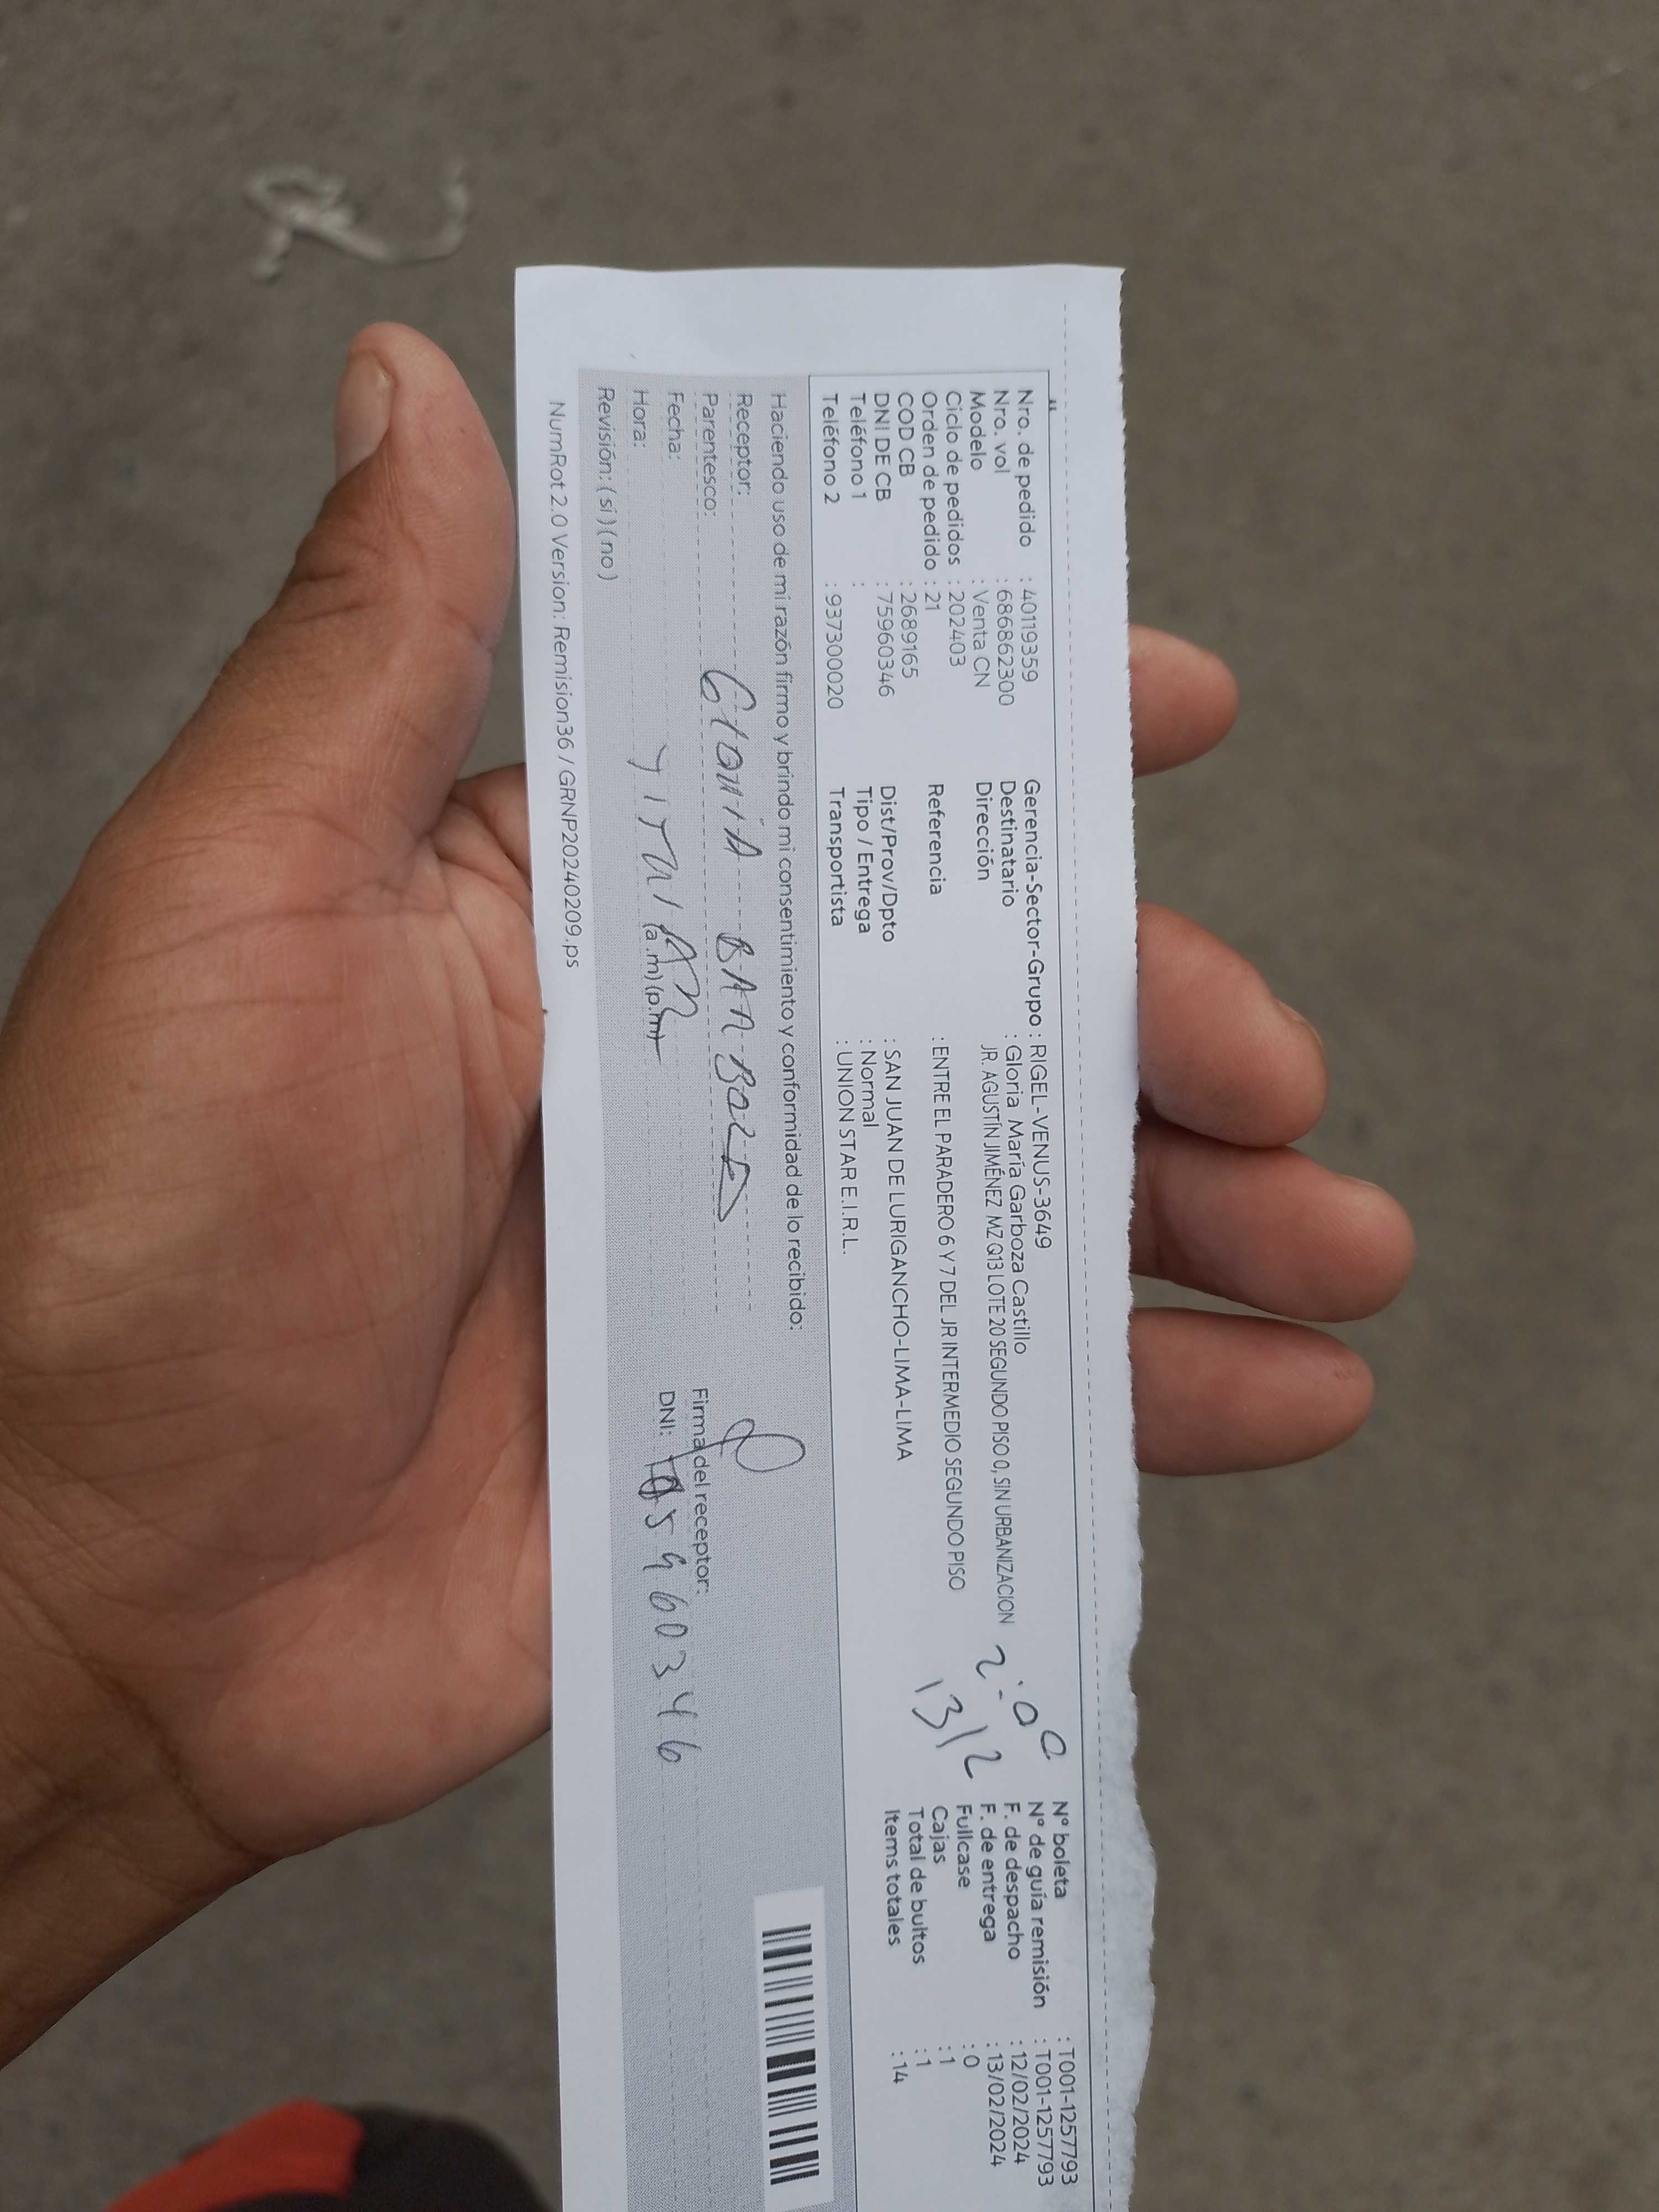 Nro. de pedido : 40119359
Nro. vol : 686862300
Modelo : Venta CN
Ciclo de pedidos : 202403
Orden de pedido : 21
COD CB : 2689165
DNI DE CB : 75960346
Teléfono 1 :
Teléfono 2 : 937300020
Gerencia-Sector-Grupo : RIGEL-VENUS-3649
Destinatario : Gloria María Garboza Castillo
Dirección JR. AGUSTÍN JIMÉNEZ MZ Q13 LOTE 20 SEGUNDO PISO 0, SIN URBANIZACION
Referencia : ENTRE EL PARADERO 6 Y 7 DEL JR INTERMEDIO SEGUNDO PISO
Dist/Prov/Dpto : SAN JUAN DE LURIGANCHO-LIMA-LIMA
Tipo / Entrega : Normal
Transportista : UNION STAR E.I.R.L.
2:00
13/2
Nº boleta : T001-1257793
Nº de guía remisión : T001-1257793
F. de despacho : 12/02/2024
F. de entrega : 13/02/2024
Fullcase : 0
Cajas : 1
Total de bultos : 1
Items totales : 14
Haciendo uso de mi razón firmo y brindo mi consentimiento y conformidad de lo recibido:
Receptor:
Parentesco:
Fecha:
Hora: (a.m) (p.m)
Revisión: ( sí ) ( no )
Firma del receptor:
DNI: 75960346
NumRot 2.0 Version: Remision36 / GRNP20240209.ps